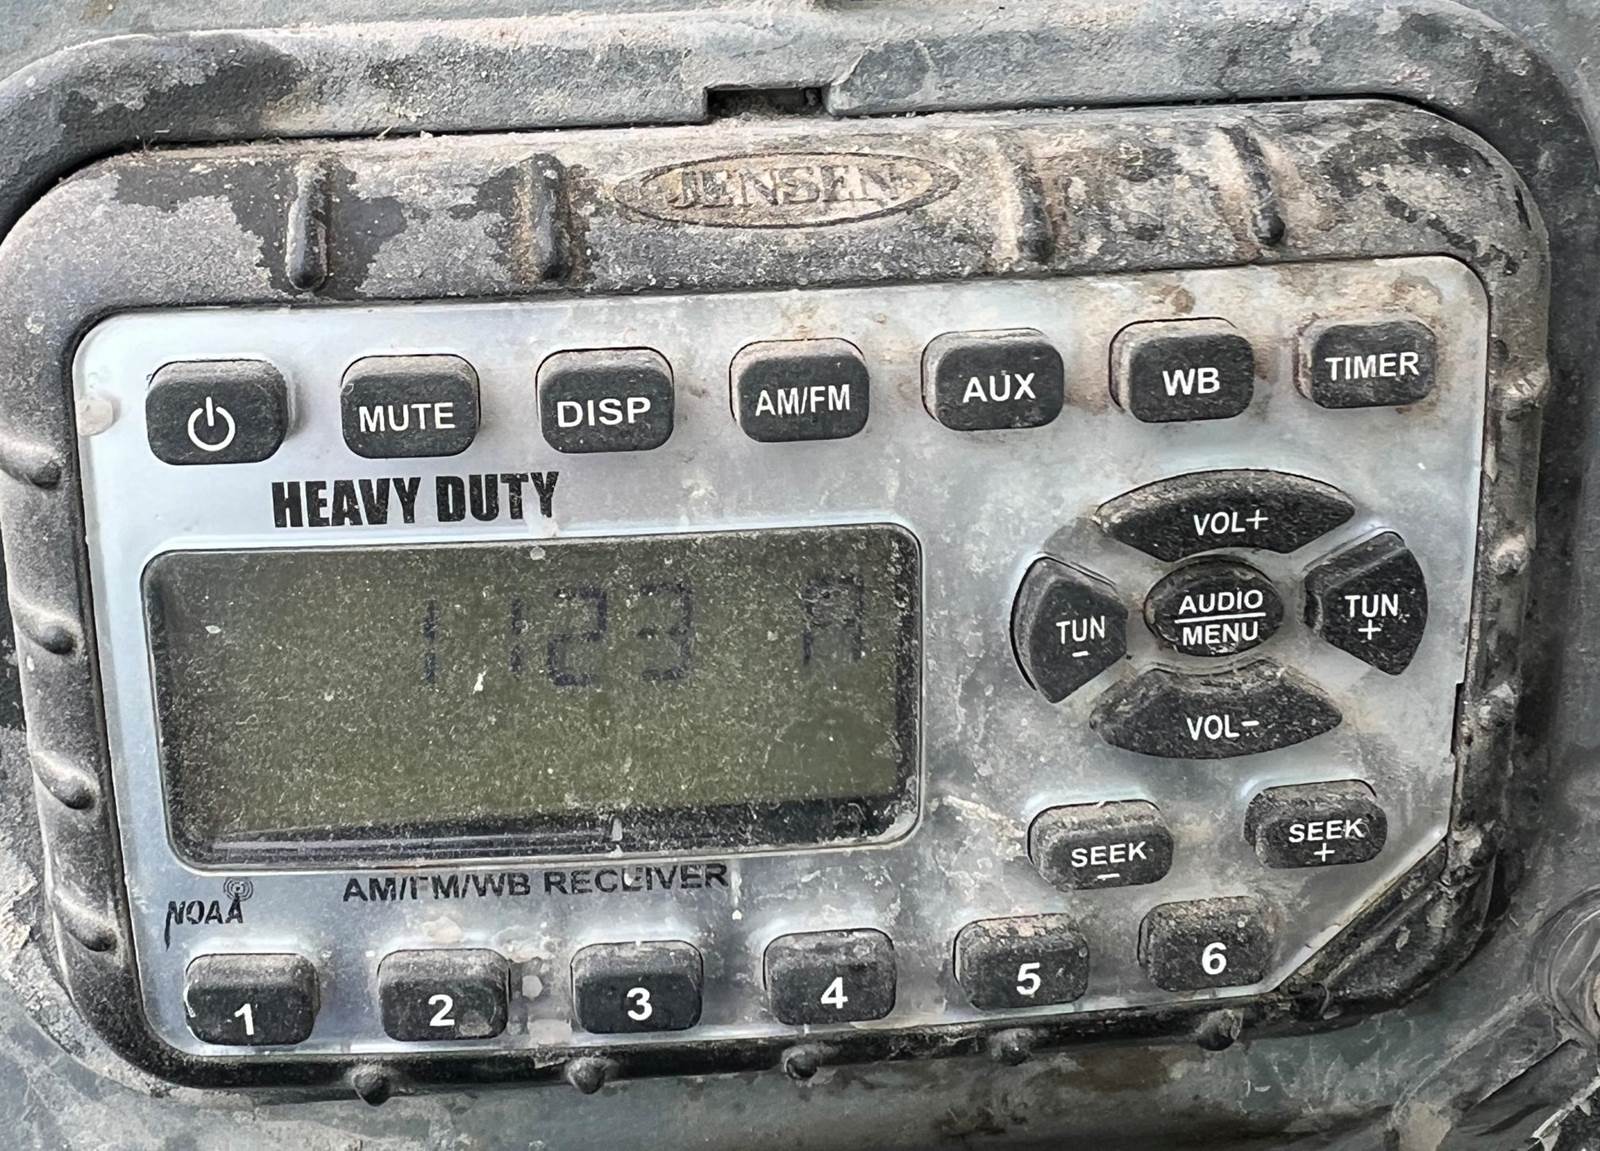 JENSEN
MUTE DISP AM/FM AUX WB TIMER
HEAVY DUTY
VOL+
1123 A
TUN - AUDIO MENU TUN +
VOL-
SEEK - SEEK +
AM/FM/WB RECEIVER
NOAA
1 2 3 4 5 6